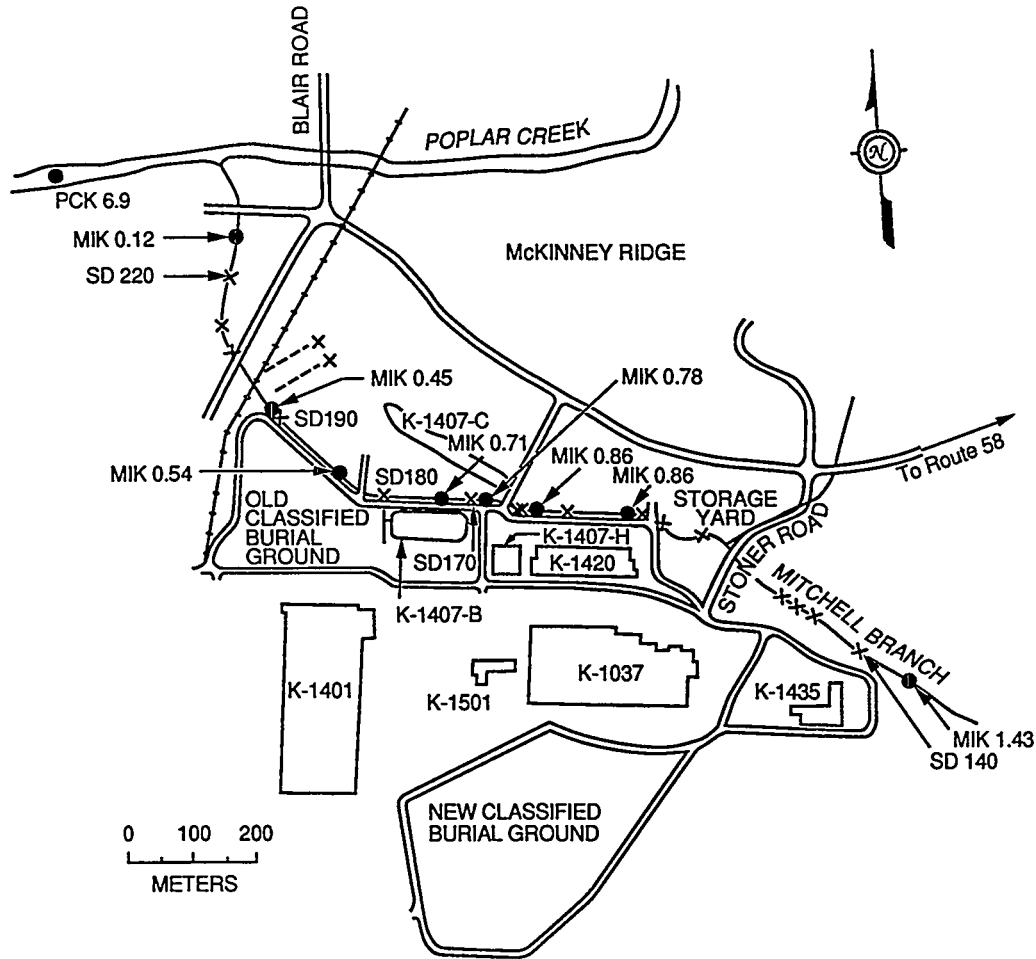 BLAIR ROAD
POPLAR CREEK
N
PCK 6.9
MIK 0.12
McKINNEY RIDGE
SD 220
MIK 0.45
MIK 0.78
K-1407-C
SD190
MIK 0.71
MIK 0.86
MIK 0.86
To Route 58
MIK 0.54
SD180
STORAGE
YARD
OLD
CLASSIFIED
BURIAL
GROUND
K-1407-H
SD170
K-1420
STONER ROAD
K-1407-B
MITCHELL BRANCH
K-1401
K-1501
K-1037
K-1435
MIK 1.43
SD 140
NEW CLASSIFIED
BURIAL GROUND
0 100 200
METERS